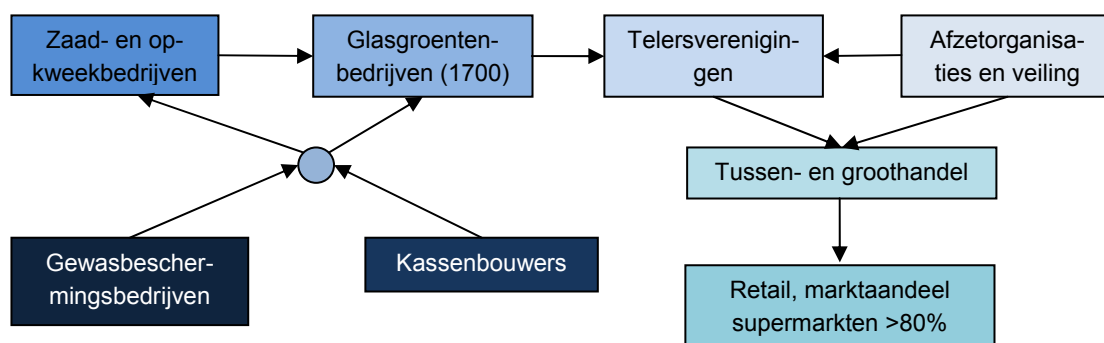 Zaad- en op-
kweekbedrijven
Glasgroenten-
bedrijven (1700)
Telersverenigin-
gen
Afzetorganisa-
ties en veiling
Tussen- en groothandel
Gewasbescher-
mingsbedrijven
Kassenbouwers
Retail, marktaandeel
supermarkten >80%